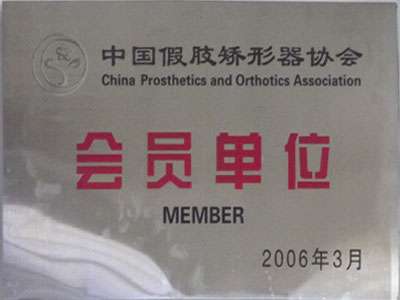 中国假肢矫形器协会
China Prosthetics and Orthotics Association
会员单位
MEMBER
2006年3月